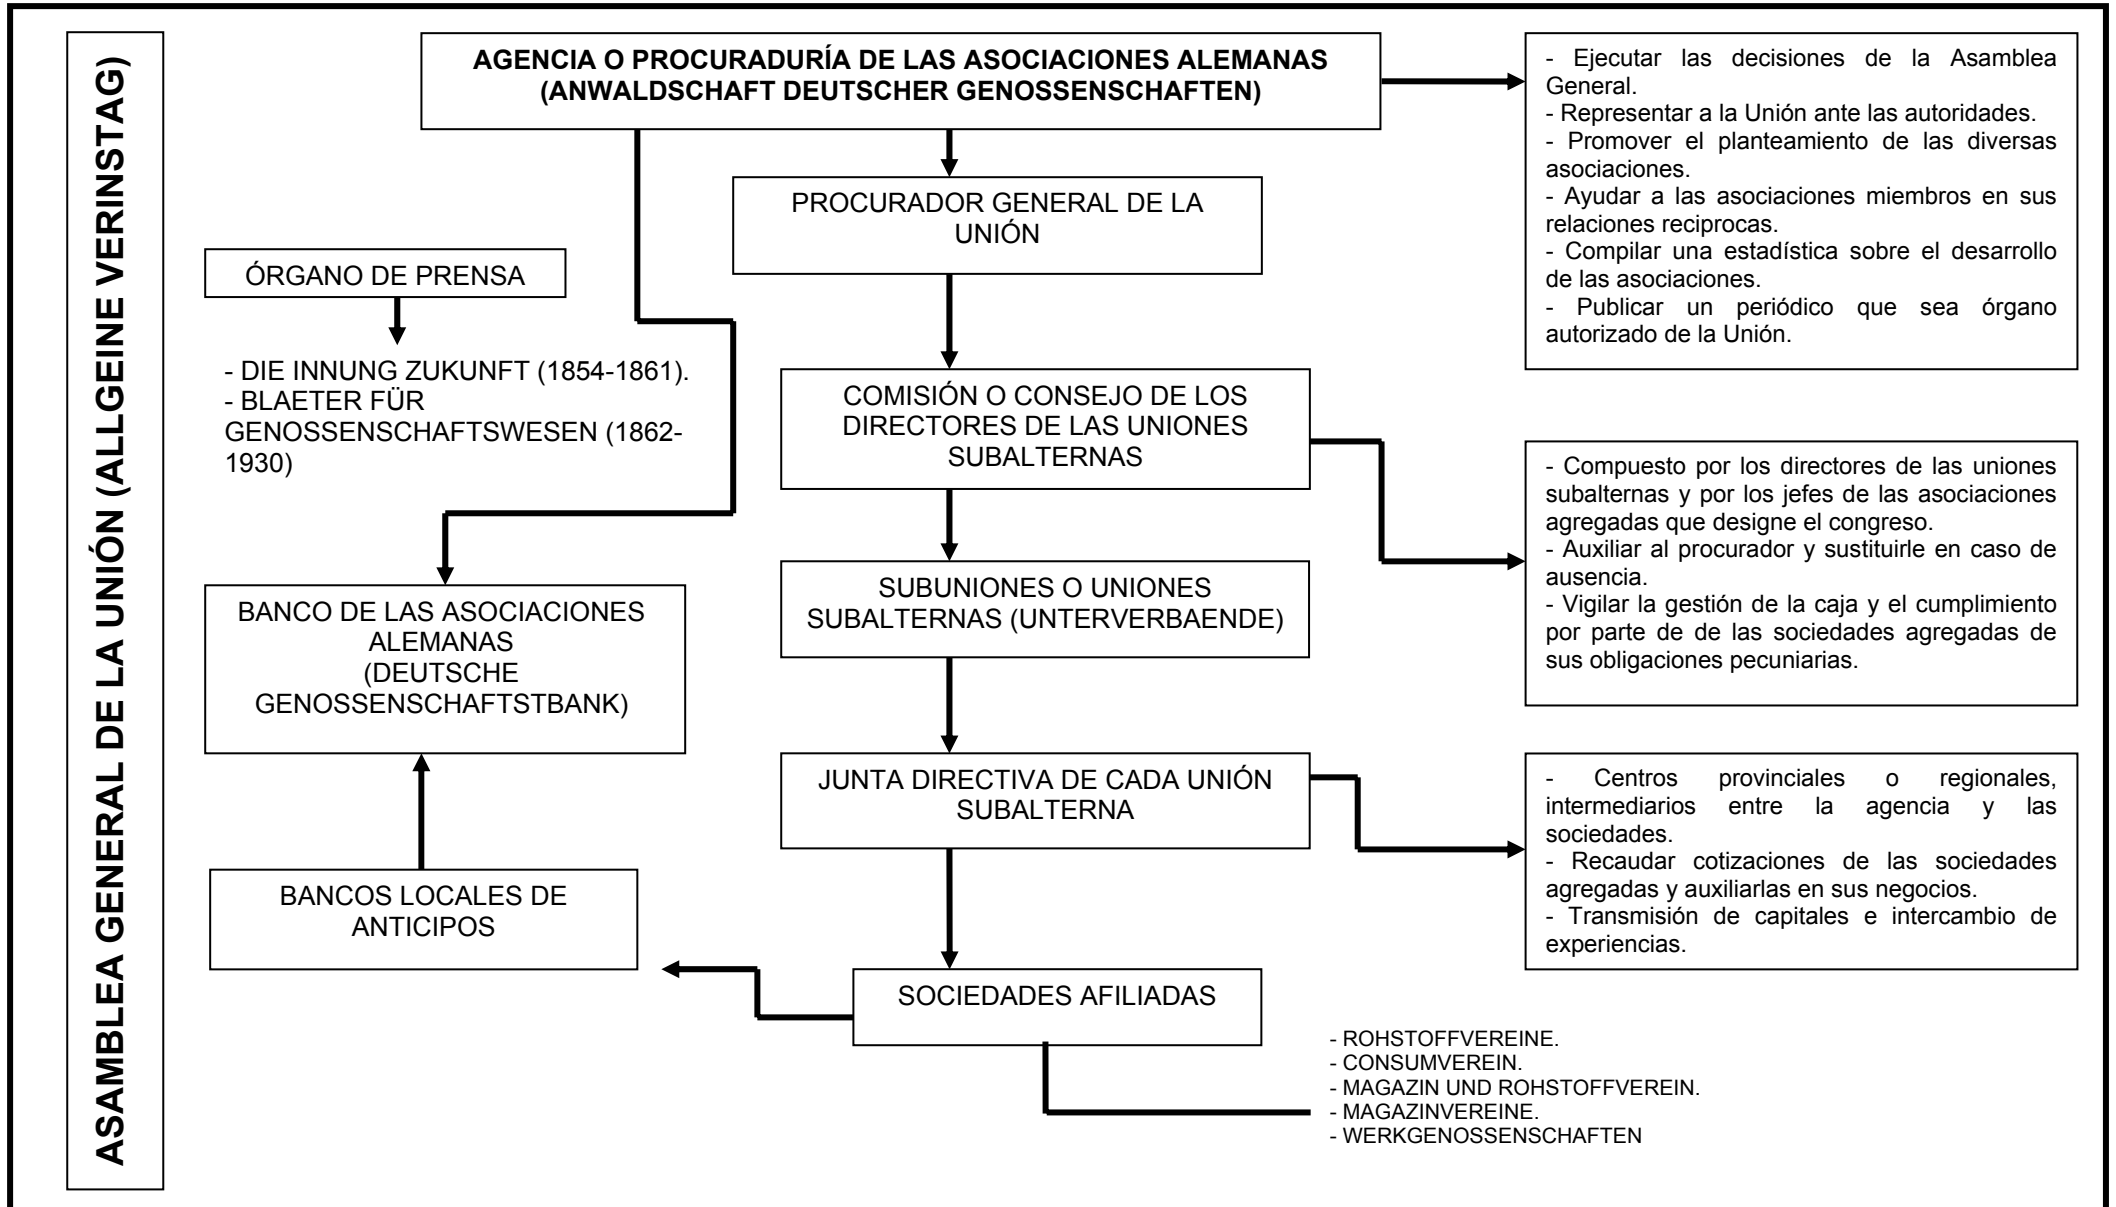 ASAMBLEA GENERAL DE LA UNIÓN (ALLGEINE VERINSTAG)
AGENCIA O PROCURADURÍA DE LAS ASOCIACIONES ALEMANAS
(ANWALDSCHAFT DEUTSCHER GENOSSENSCHAFTEN)
- Ejecutar las decisiones de la Asamblea
General.
- Representar a la Unión ante las autoridades.
- Promover el planteamiento de las diversas
asociaciones.
- Ayudar a las asociaciones miembros en sus
relaciones reciprocas.
- Compilar una estadística sobre el desarrollo
de las asociaciones.
- Publicar un periódico que sea órgano
autorizado de la Unión.
PROCURADOR GENERAL DE LA
UNIÓN
ÓRGANO DE PRENSA
- DIE INNUNG ZUKUNFT (1854-1861).
- BLAETER FÜR
GENOSSENSCHAFTSWESEN (1862-
1930)
COMISIÓN O CONSEJO DE LOS
DIRECTORES DE LAS UNIONES
SUBALTERNAS
- Compuesto por los directores de las uniones
subalternas y por los jefes de las asociaciones
agregadas que designe el congreso.
- Auxiliar al procurador y sustituirle en caso de
ausencia.
- Vigilar la gestión de la caja y el cumplimiento
por parte de de las sociedades agregadas de
sus obligaciones pecuniarias.
BANCO DE LAS ASOCIACIONES
ALEMANAS
(DEUTSCHE
GENOSSENSCHAFTSTBANK)
SUBUNIONES O UNIONES
SUBALTERNAS (UNTERVERBAENDE)
JUNTA DIRECTIVA DE CADA UNIÓN
SUBALTERNA
- Centros provinciales o regionales,
intermediarios entre la agencia y las
sociedades.
- Recaudar cotizaciones de las sociedades
agregadas y auxiliarlas en sus negocios.
- Transmisión de capitales e intercambio de
experiencias.
BANCOS LOCALES DE
ANTICIPOS
SOCIEDADES AFILIADAS
- ROHSTOFFVEREINE.
- CONSUMVEREIN.
- MAGAZIN UND ROHSTOFFVEREIN.
- MAGAZINVEREINE.
- WERKGENOSSENSCHAFTEN